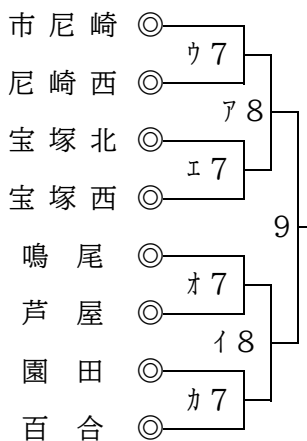 市尼崎 ◎
ｳ 7
尼崎西 ◎
ｱ 8
宝塚北 ◎
ｴ 7
宝塚西 ◎
9
鳴尾 ◎
ｵ 7
芦屋 ◎
ｲ 8
園田 ◎
ｶ 7
百合 ◎